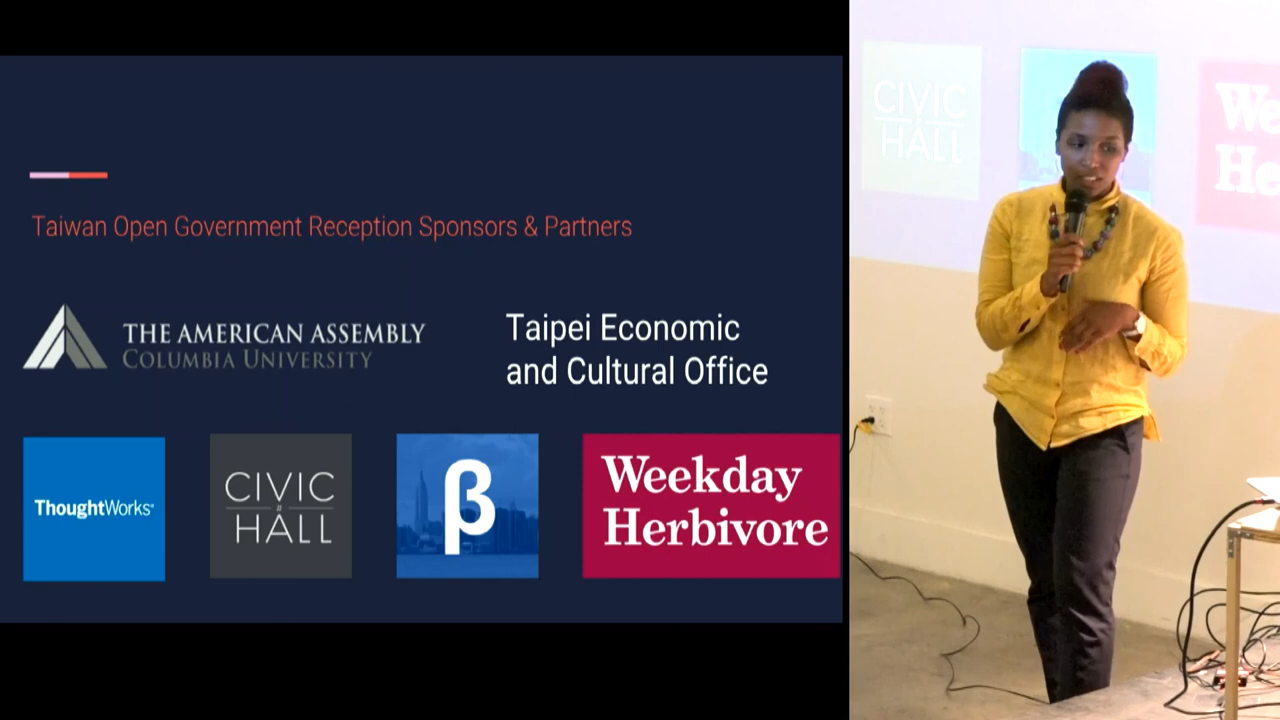 Taiwan Open Government Reception Sponsors & Partners
THE AMERICAN ASSEMBLY
COLUMBIA UNIVERSITY
Taipei Economic
and Cultural Office
ThoughtWorks
CIVIC
#
HALL
β
Weekday
Herbivore
CIVIC
HALL
We
He